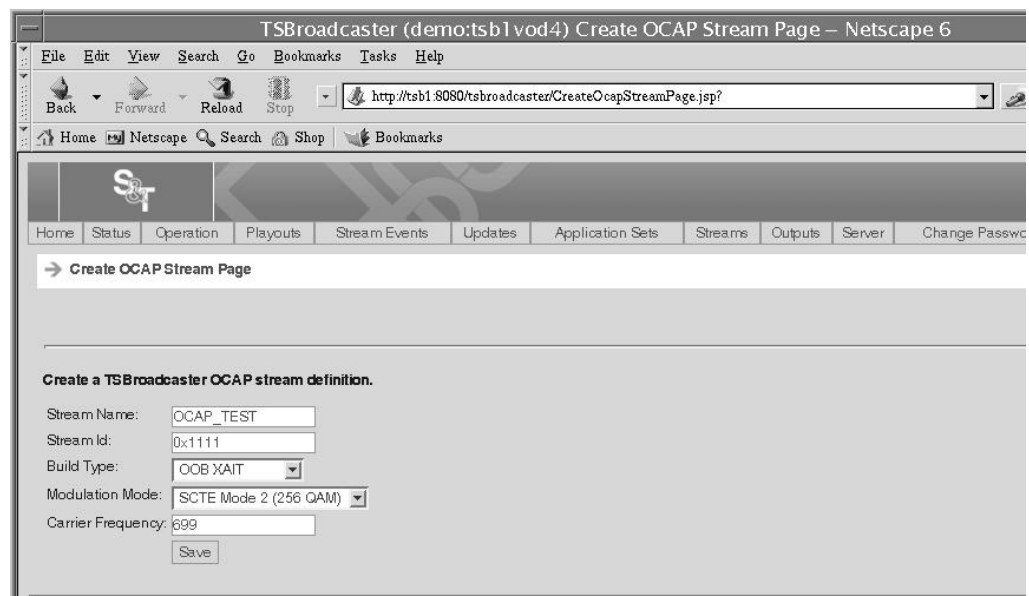 TSBroadcaster (demo:tsb1vod4) Create OCAP Stream Page – Netscape 6
File Edit View Search Go Bookmarks Tasks Help
Back Forward Reload Stop http://tsb1:8080/tsbroadcaster/CreateOcapStreamPage.jsp?
Home Netscape Search Shop Bookmarks
S&T
Home Status Operation Playouts Stream Events Updates Application Sets Streams Outputs Server Change Passwo
Create OCAP Stream Page
Create a TSBroadcaster OCAP stream definition.
Stream Name: OCAP_TEST
Stream Id: 0x1111
Build Type: OOB XAIT
Modulation Mode: SCTE Mode 2 (256 QAM)
Carrier Frequency: 699
Save